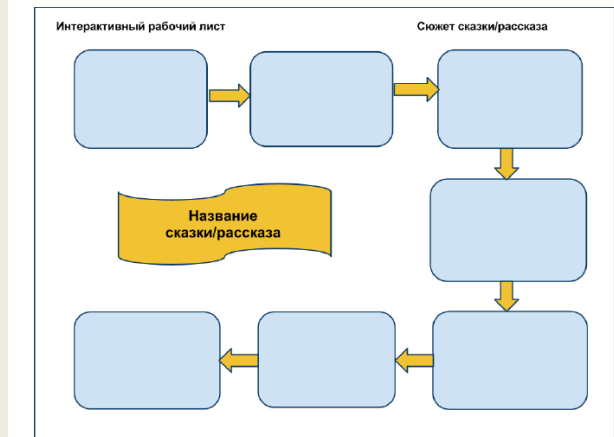 Интерактивный рабочий лист
Сюжет сказки/рассказа
Название
сказки/рассказа